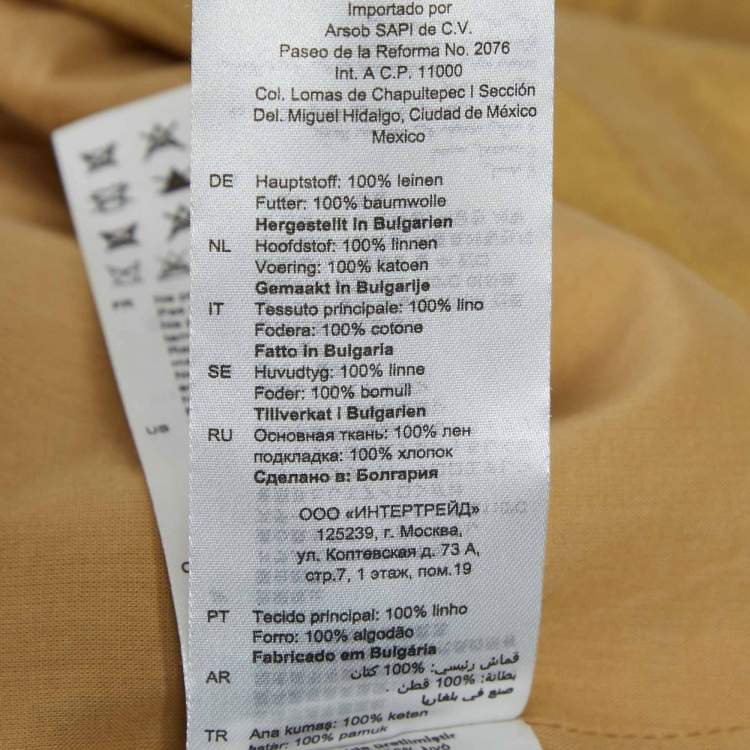 Importado por
Arsob SAPI de C.V.
Paseo de la Reforma No. 2076
Int. A C.P. 11000
Col. Lomas de Chapultepec I Sección
Del. Miguel Hidalgo, Ciudad de México
Mexico
DE Hauptstoff: 100% leinen
Futter: 100% baumwolle
Hergestellt in Bulgarien
NL Hoofdstof: 100% linnen
Voering: 100% katoen
Gemaakt in Bulgarije
IT Tessuto principale: 100% lino
Fodera: 100% cotone
Fatto in Bulgaria
SE Huvudtyg: 100% linne
Foder: 100% bomull
Tillverkat i Bulgarien
RU Основная ткань: 100% лен
подкладка: 100% хлопок
Сделано в: Болгария
ООО «ИНТЕРТРЕЙД»
125239, г. Москва,
ул. Коптевская д. 73 А,
стр.7, 1 этаж, пом.19
PT Tecido principal: 100% linho
Forro: 100% algodão
Fabricado em Bulgária
AR قماش رئيسي: 100% كتان
بطانة: 100% قطن .
صنع في بلغاريا
TR Ana kumaş: 100% keten
astar: 100% pamuk
üretilmiştir
FR
US